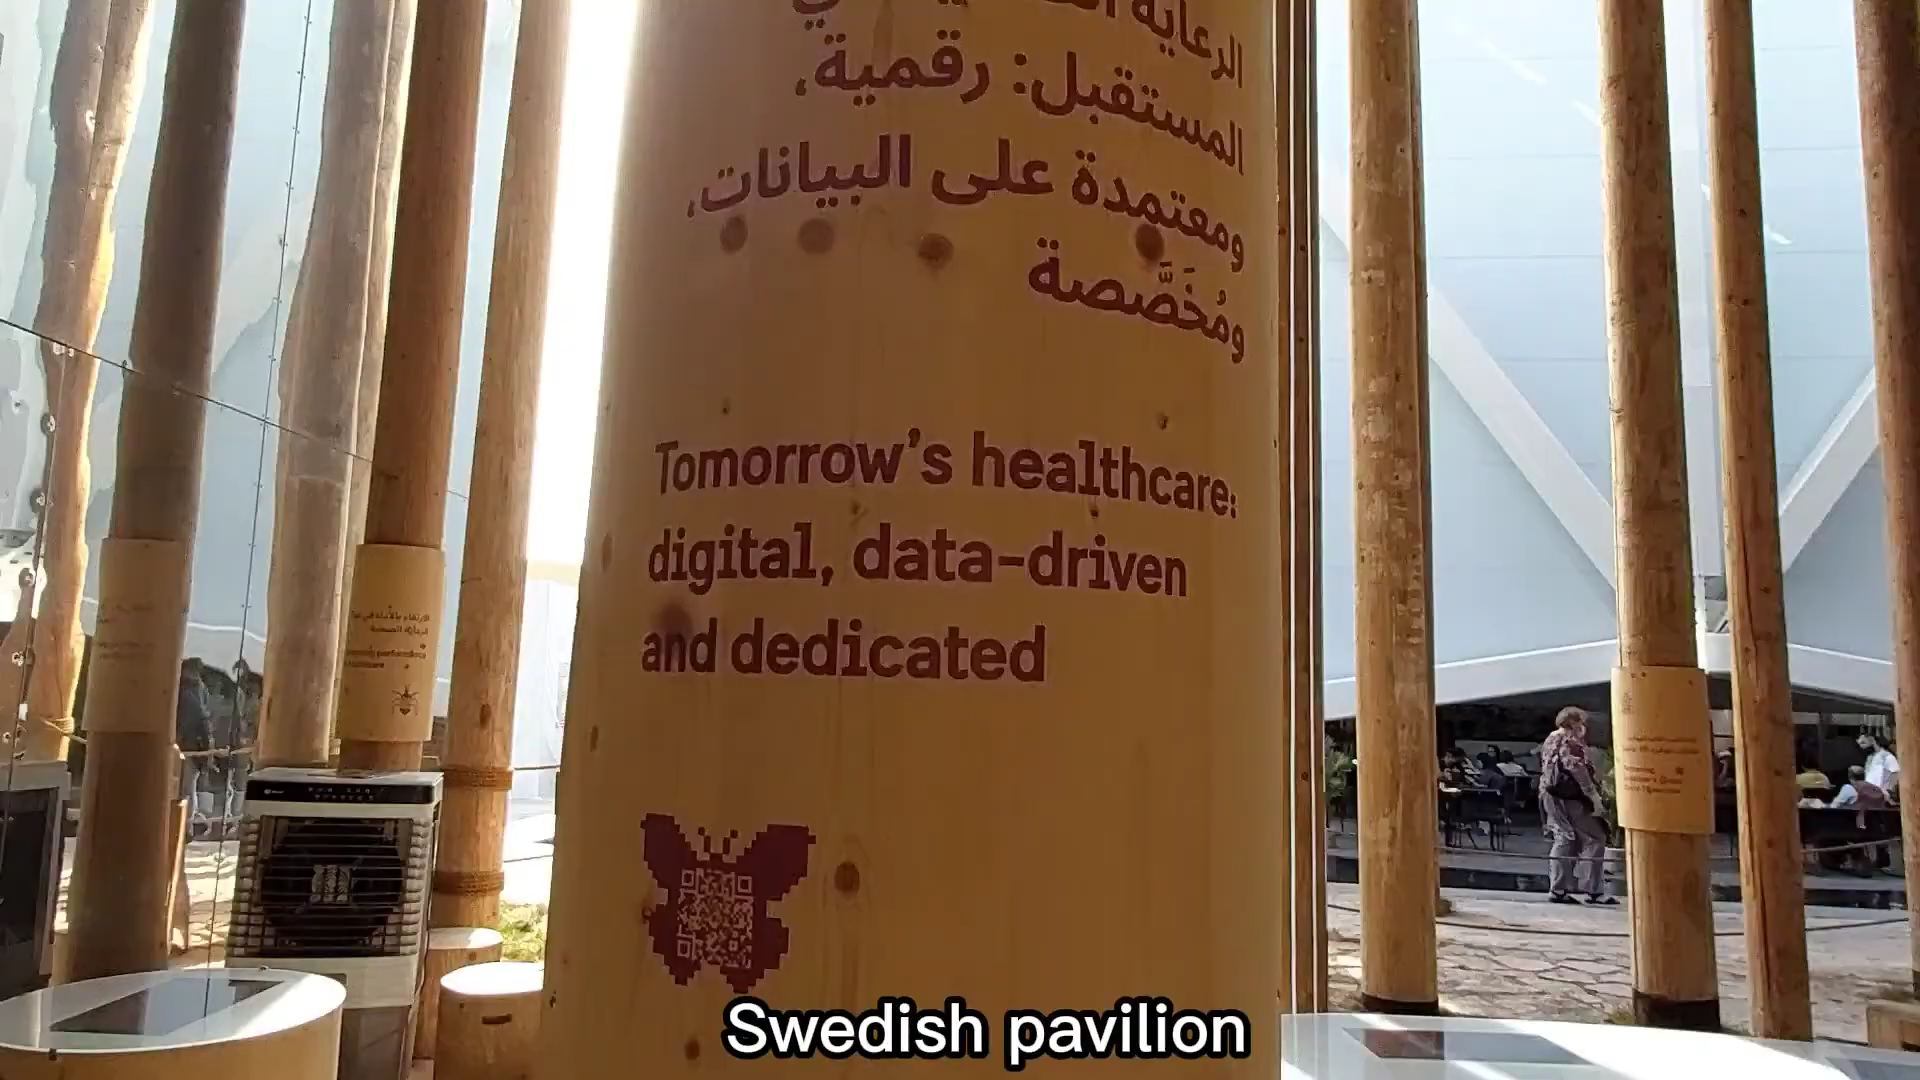 الرعاية
المستقبل: رقمية،
ومعتمدة على البيانات،
ومُخَصَّصة
Tomorrow's healthcare:
digital, data-driven
and dedicated
Swedish pavilion